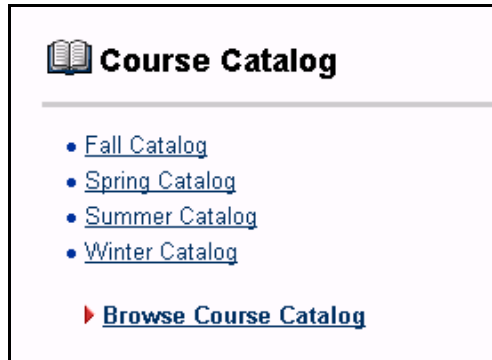 Course Catalog
Fall Catalog
Spring Catalog
Summer Catalog
Winter Catalog
Browse Course Catalog